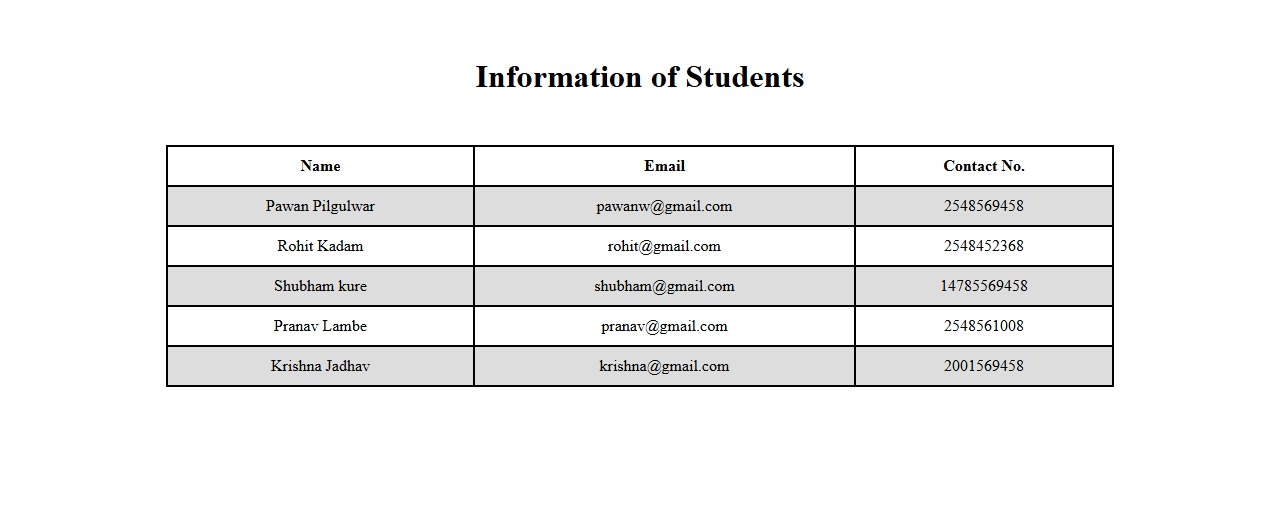 Information of Students
Name Email Contact No.
Pawan Pilgulwar pawanw@gmail.com 2548569458
Rohit Kadam rohit@gmail.com 2548452368
Shubham kure shubham@gmail.com 14785569458
Pranav Lambe pranav@gmail.com 2548561008
Krishna Jadhav krishna@gmail.com 2001569458